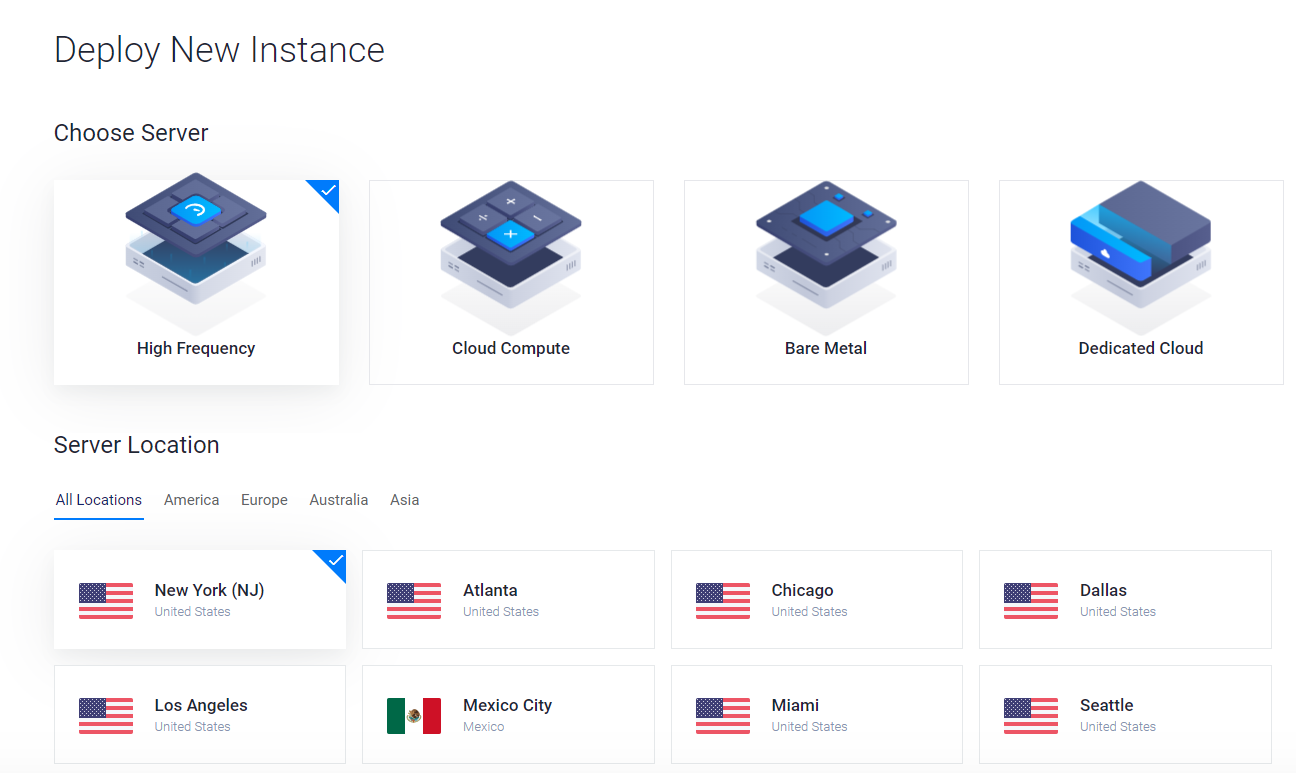 Deploy New Instance
Choose Server
High Frequency
Cloud Compute
Bare Metal
Dedicated Cloud
Server Location
All Locations America Europe Australia Asia
New York (NJ)
United States
Atlanta
United States
Chicago
United States
Dallas
United States
Los Angeles
United States
Mexico City
Mexico
Miami
United States
Seattle
United States